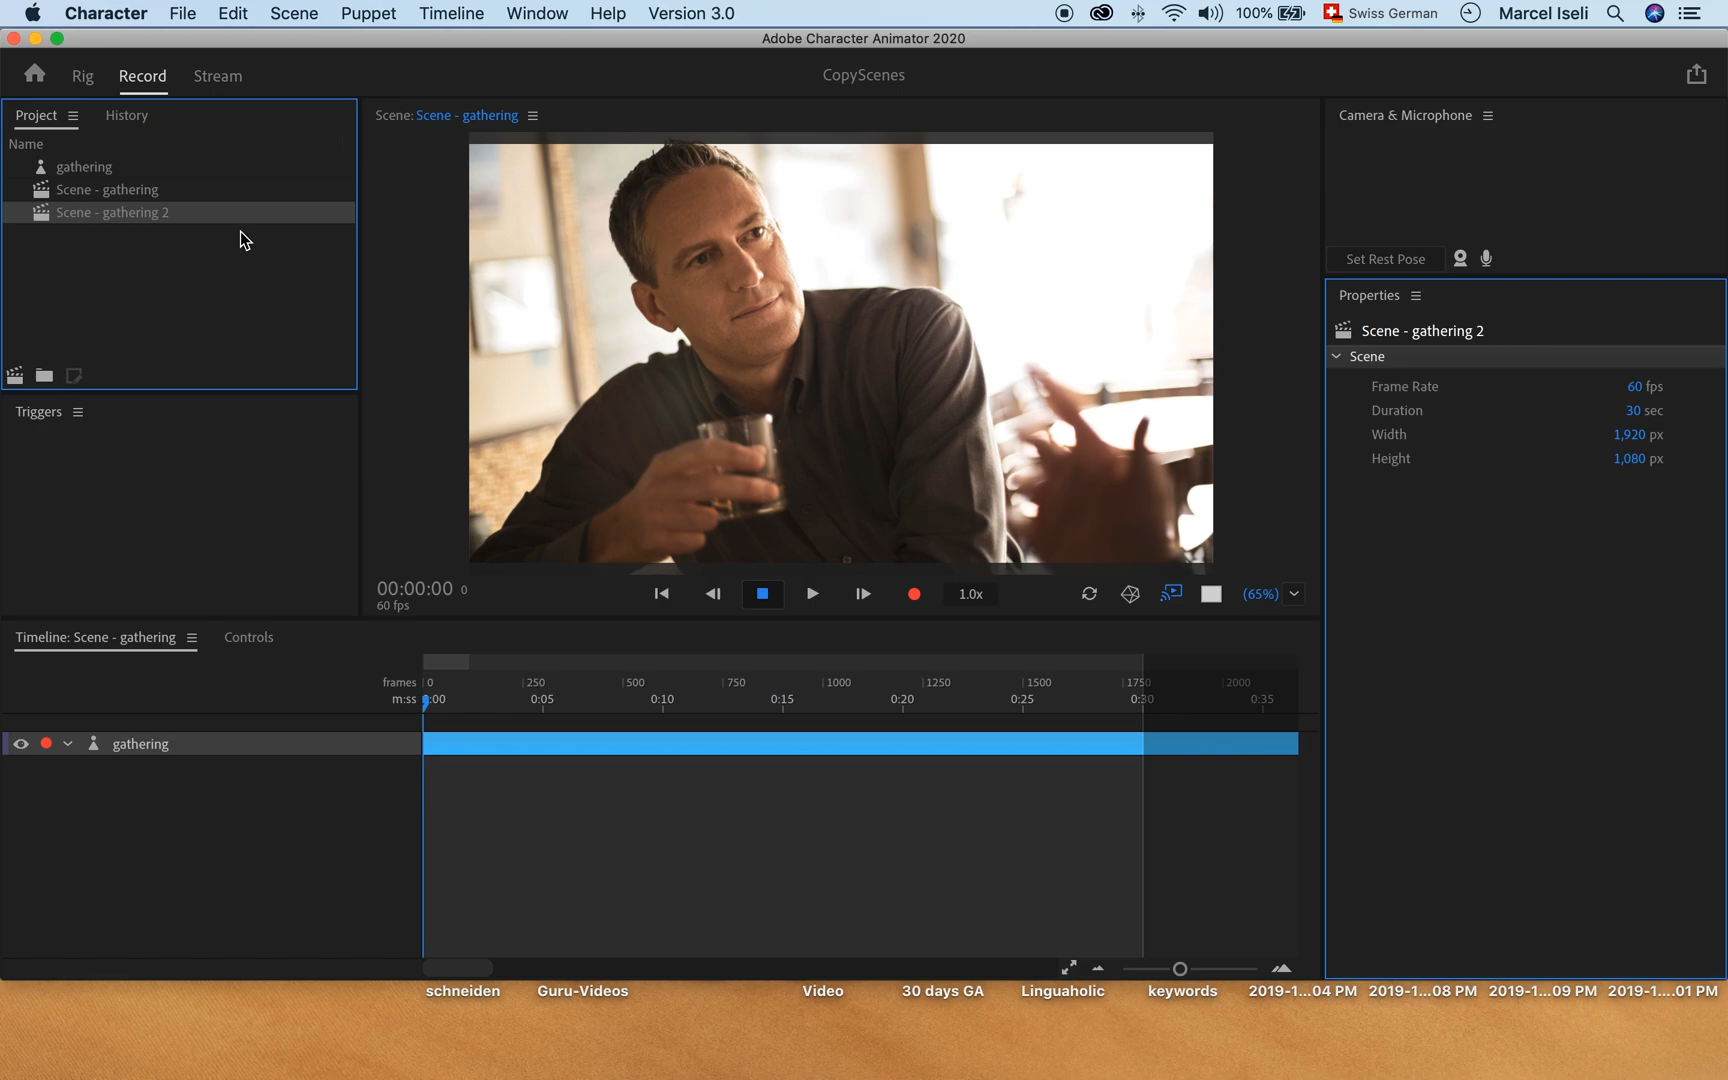 Character File Edit Scene Puppet Timeline Window Help Version 3.0 100% Swiss German Marcel Iseli
Adobe Character Animator 2020
Rig Record Stream CopyScenes
Project History
Name
gathering
Scene - gathering
Scene - gathering 2
Triggers
Scene: Scene - gathering
00:00:00 0
60 fps
1.0x
(65%)
Camera & Microphone
Set Rest Pose
Properties
Scene - gathering 2
Scene
Frame Rate 60 fps
Duration 30 sec
Width 1,920 px
Height 1,080 px
Timeline: Scene - gathering Controls
frames 0 250 500 750 1000 1250 1500 1750 2000
m:ss 0:00 0:05 0:10 0:15 0:20 0:25 0:30 0:35
gathering
schneiden Guru-Videos Video 30 days GA Linguaholic keywords 2019-1...04 PM 2019-1...08 PM 2019-1...09 PM 2019-1....01 PM